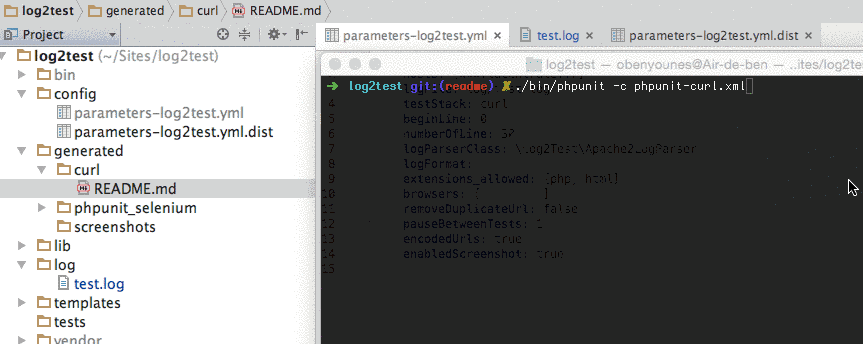 log2test generated curl README.md
Project
parameters-log2test.yml test.log parameters-log2test.yml.dist
log2test (~/Sites/log2test)
bin
config
parameters-log2test.yml
parameters-log2test.yml.dist
generated
curl
README.md
phpunit_selenium
screenshots
lib
log
test.log
templates
tests
vendor
log2test — obenyounes@Air-de-ben — ..ites/log2tes
➜ log2test git:(readme) ✗ ./bin/phpunit -c phpunit-curl.xml
4 testStack: curl
5 beginLine: 0
6 numberOfLine:
7 logParserClass: \Log2Test\Apache2LogParser
8 logFormat:
9 extensions_allowed: [php, html]
10 browsers: [ ]
11 removeDuplicateUrl: false
12 pauseBetweenTests: 1
13 encodedUrls: true
14 enabledScreenshot: true
15